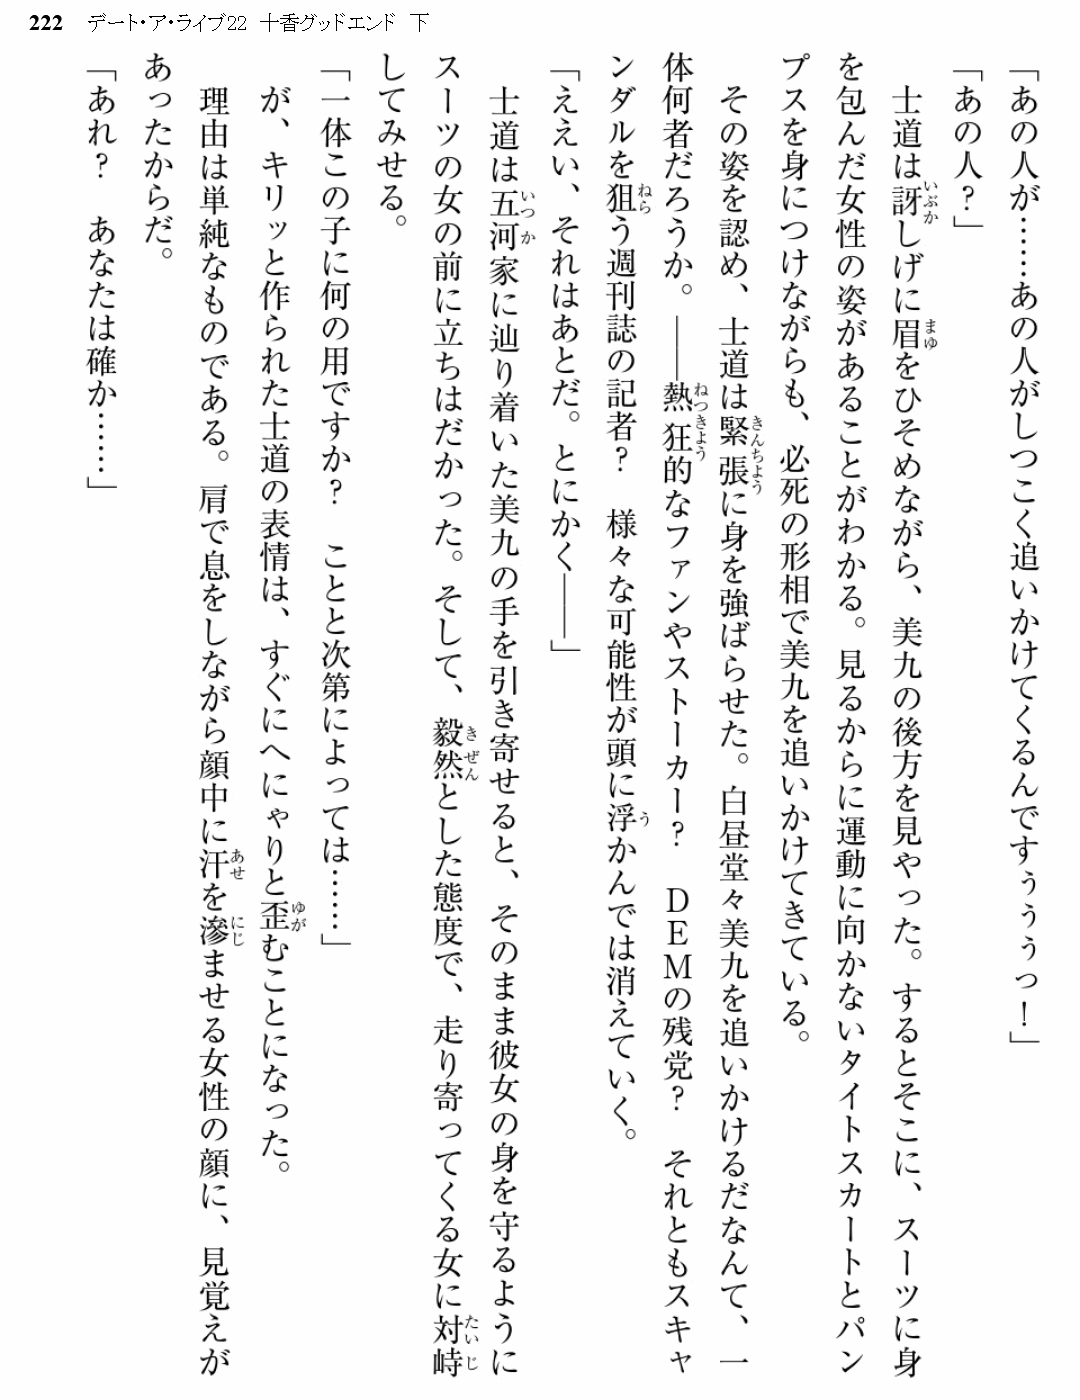 222 デート・ア・ライブ22 十香グッドエンド 下
「あの人が……あの人がしつこく追いかけてくるんですぅぅぅっ！」
「あの人？」
士道は訝しげに眉をひそめながら、美九の後方を見やった。するとそこに、スーツに身
を包んだ女性の姿があることがわかる。見るからに運動に向かないタイトスカートとパン
プスを身につけながらも、必死の形相で美九を追いかけてきている。
その姿を認め、士道は緊張に身を強ばらせた。白昼堂々美九を追いかけるだなんて、一
体何者だろうか。――熱狂的なファンやストーカー？　ＤＥＭの残党？　それともスキャ
ンダルを狙う週刊誌の記者？　様々な可能性が頭に浮かんでは消えていく。
「ええい、それはあとだ。とにかく――」
士道は五河家に辿り着いた美九の手を引き寄せると、そのまま彼女の身を守るように
スーツの女の前に立ちはだかった。そして、毅然とした態度で、走り寄ってくる女に対峙
してみせる。
「一体この子に何の用ですか？　ことと次第によっては……」
が、キリッと作られた士道の表情は、すぐにへにゃりと歪むことになった。
理由は単純なものである。肩で息をしながら顔中に汗を滲ませる女性の顔に、見覚えが
あったからだ。
「あれ？　あなたは確か……」